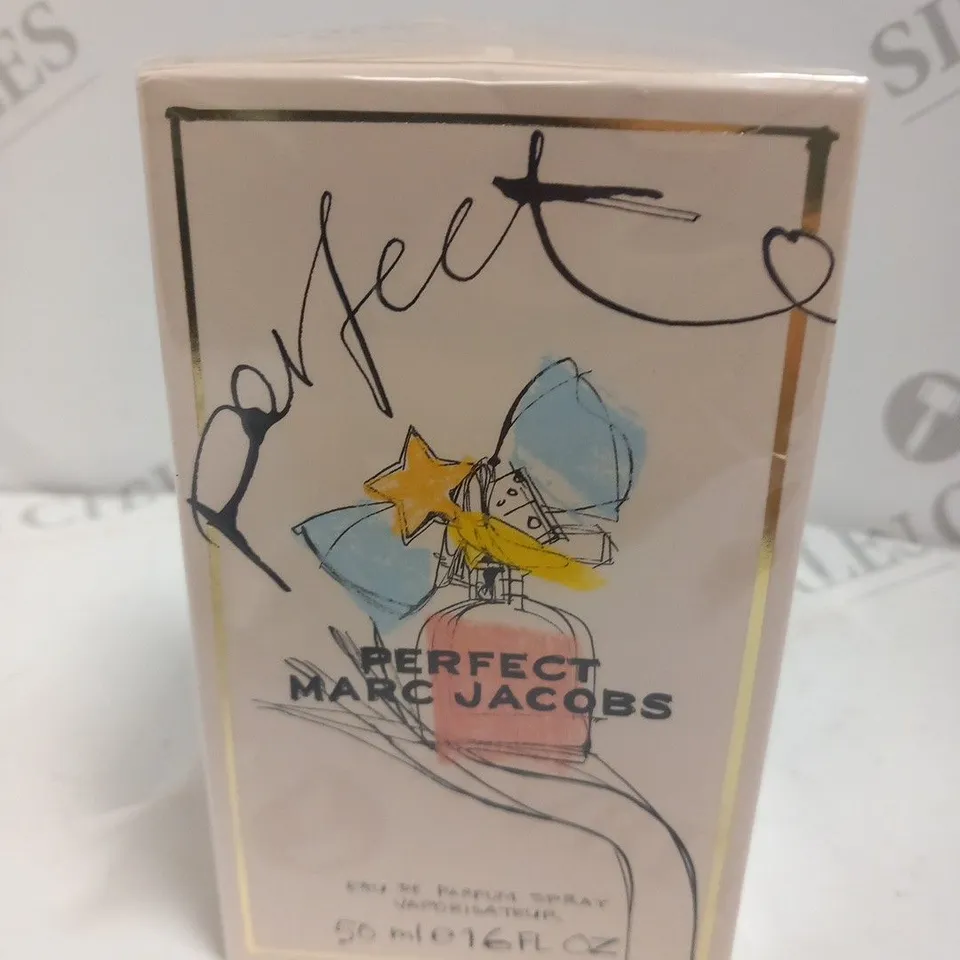 Perfect
PERFECT
MARC JACOBS
EAU DE PARFUM SPRAY
VAPORISATEUR
50 ml e 1.6 FL OZ